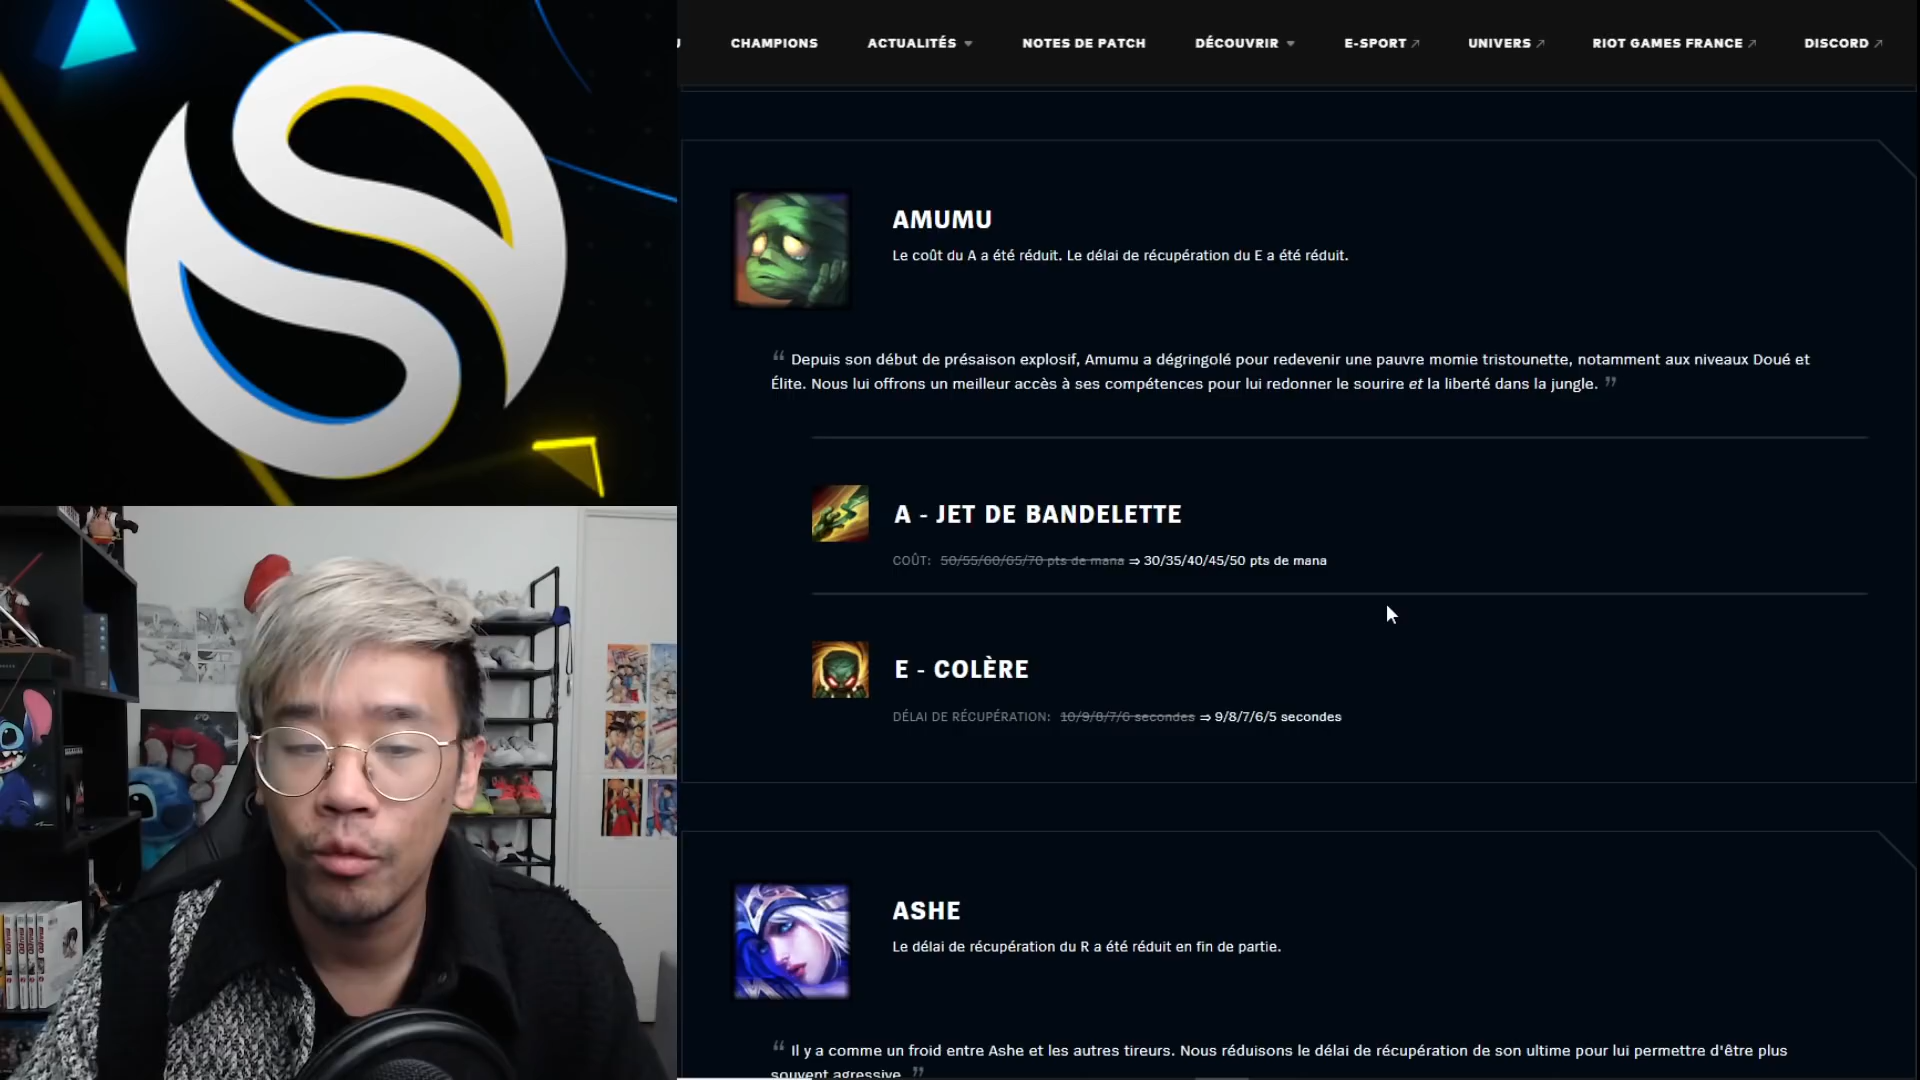 CHAMPIONS ACTUALITÉS NOTES DE PATCH DÉCOUVRIR E-SPORT UNIVERS RIOT GAMES FRANCE DISCORD
AMUMU
Le coût du A a été réduit. Le délai de récupération du E a été réduit.
“ Depuis son début de présaison explosif, Amumu a dégringolé pour redevenir une pauvre momie tristounette, notamment aux niveaux Doué et
Élite. Nous lui offrons un meilleur accès à ses compétences pour lui redonner le sourire et la liberté dans la jungle. ”
A - JET DE BANDELETTE
COÛT: 50/55/60/65/70 pts de mana ⇒ 30/35/40/45/50 pts de mana
E - COLÈRE
DÉLAI DE RÉCUPÉRATION: 10/9/8/7/6 secondes ⇒ 9/8/7/6/5 secondes
ASHE
Le délai de récupération du R a été réduit en fin de partie.
“ Il y a comme un froid entre Ashe et les autres tireurs. Nous réduisons le délai de récupération de son ultime pour lui permettre d'être plus
souvent agressive. ”